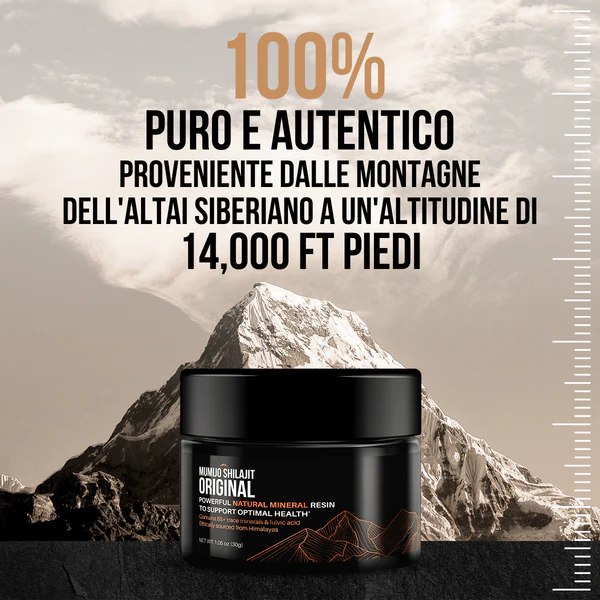 100%
PURO E AUTENTICO
PROVENIENTE DALLE MONTAGNE
DELL'ALTAI SIBERIANO A UN'ALTITUDINE DI
14,000 FT PIEDI
MUMIJO SHILAJIT
ORIGINAL
POWERFUL NATURAL MINERAL RESIN
TO SUPPORT OPTIMAL HEALTH*
Contains 85+ trace minerals & fulvic acid
Ethically sourced from Himalayas
NET WT 1.06 oz (30g)